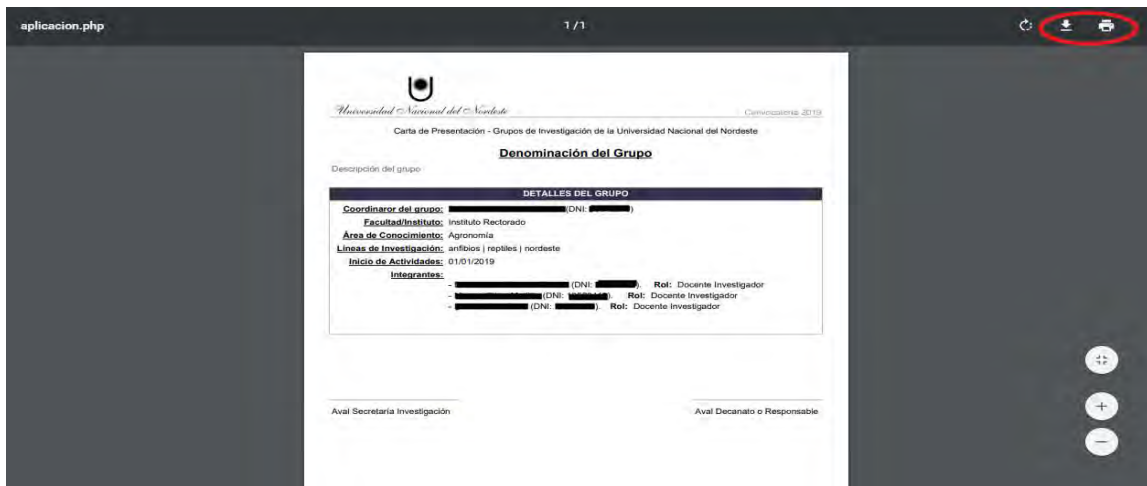 aplicacion.php
1 / 1
Universidad Nacional del Nordeste
Convocatoria 2019
Carta de Presentación - Grupos de Investigación de la Universidad Nacional del Nordeste
Denominación del Grupo
Descripción del grupo
DETALLES DEL GRUPO
Coordinaror del grupo: (DNI: )
Facultad/Instituto: Instituto Rectorado
Área de Conocimiento: Agronomía
Líneas de Investigación: anfibios | reptiles | nordeste
Inicio de Actividades: 01/01/2019
Integrantes:
- (DNI: ). Rol: Docente Investigador
- (DNI: ). Rol: Docente Investigador
- (DNI: ). Rol: Docente Investigador
Aval Secretaria Investigación
Aval Decanato o Responsable